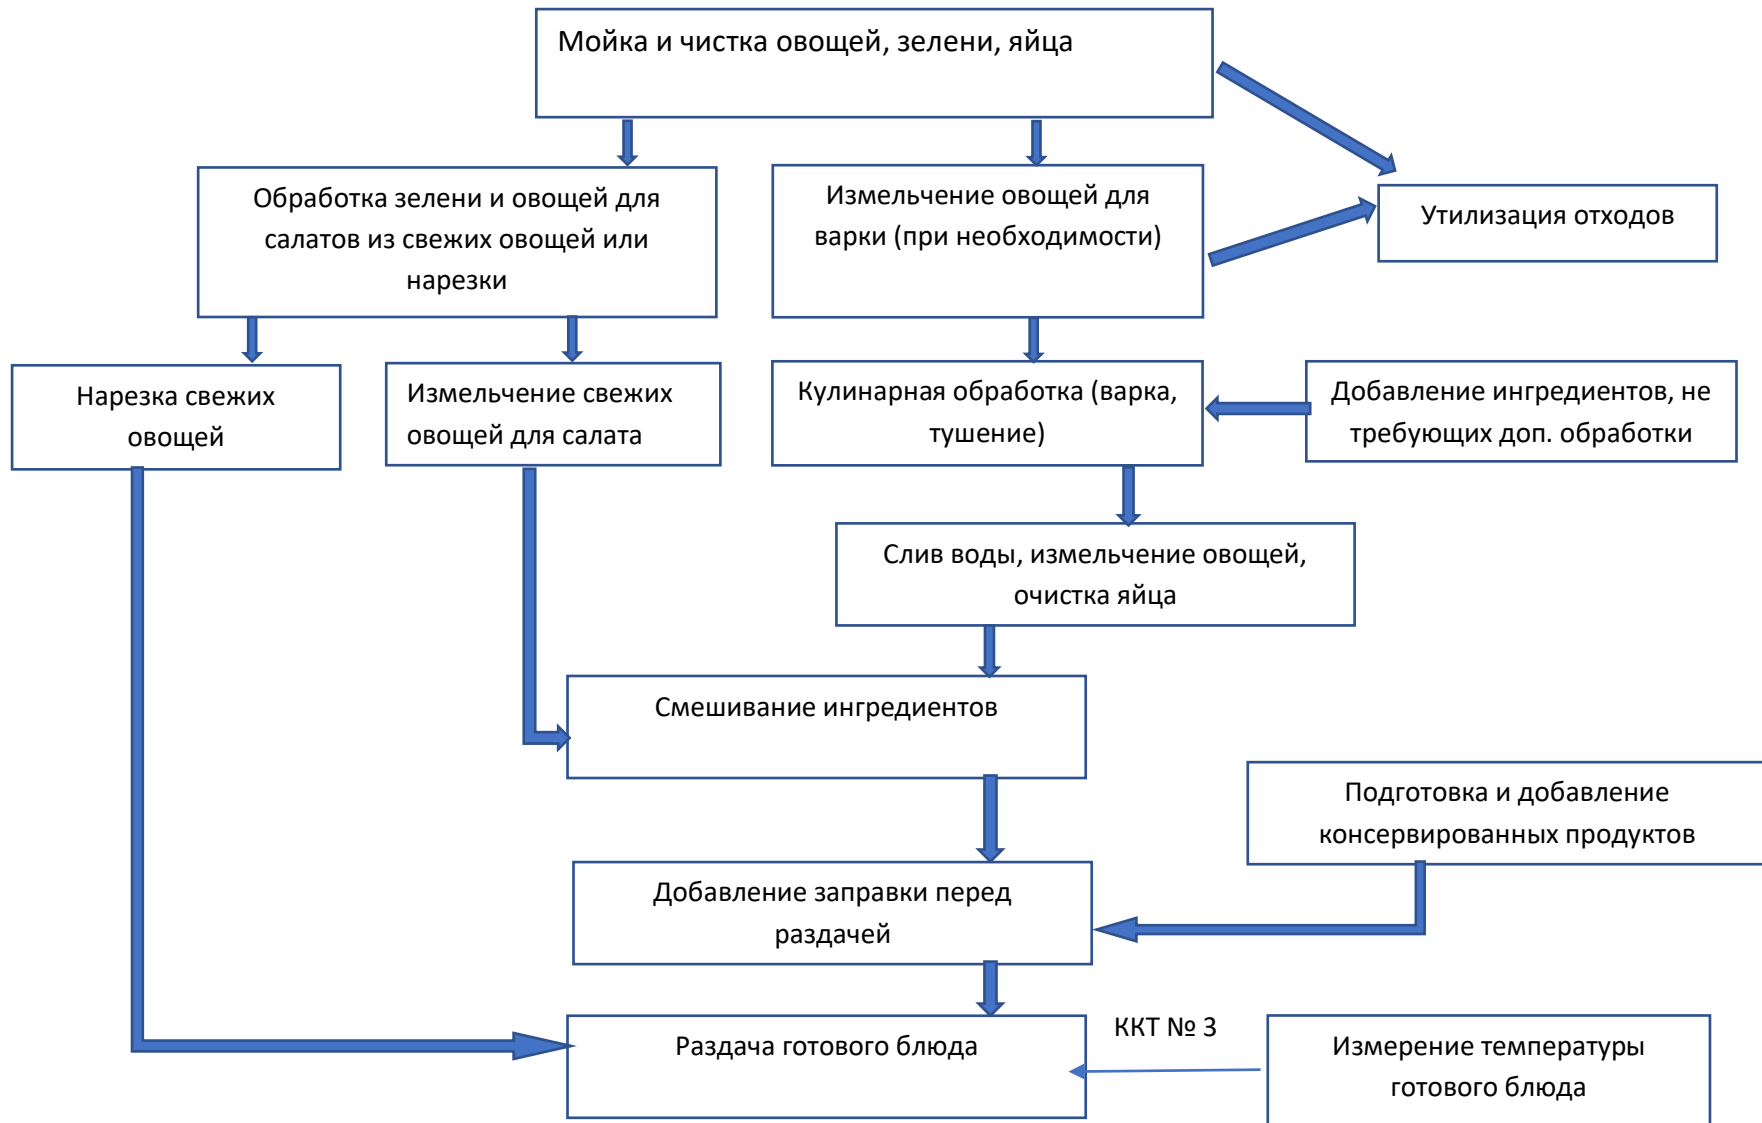 Мойка и чистка овощей, зелени, яйца
Обработка зелени и овощей для
салатов из свежих овощей или
нарезки
Измельчение овощей для
варки (при необходимости)
Утилизация отходов
Нарезка свежих
овощей
Измельчение свежих
овощей для салата
Кулинарная обработка (варка,
тушение)
Добавление ингредиентов, не
требующих доп. обработки
Слив воды, измельчение овощей,
очистка яйца
Смешивание ингредиентов
Подготовка и добавление
консервированных продуктов
Добавление заправки перед
раздачей
Раздача готового блюда
ККТ № 3
Измерение температуры
готового блюда